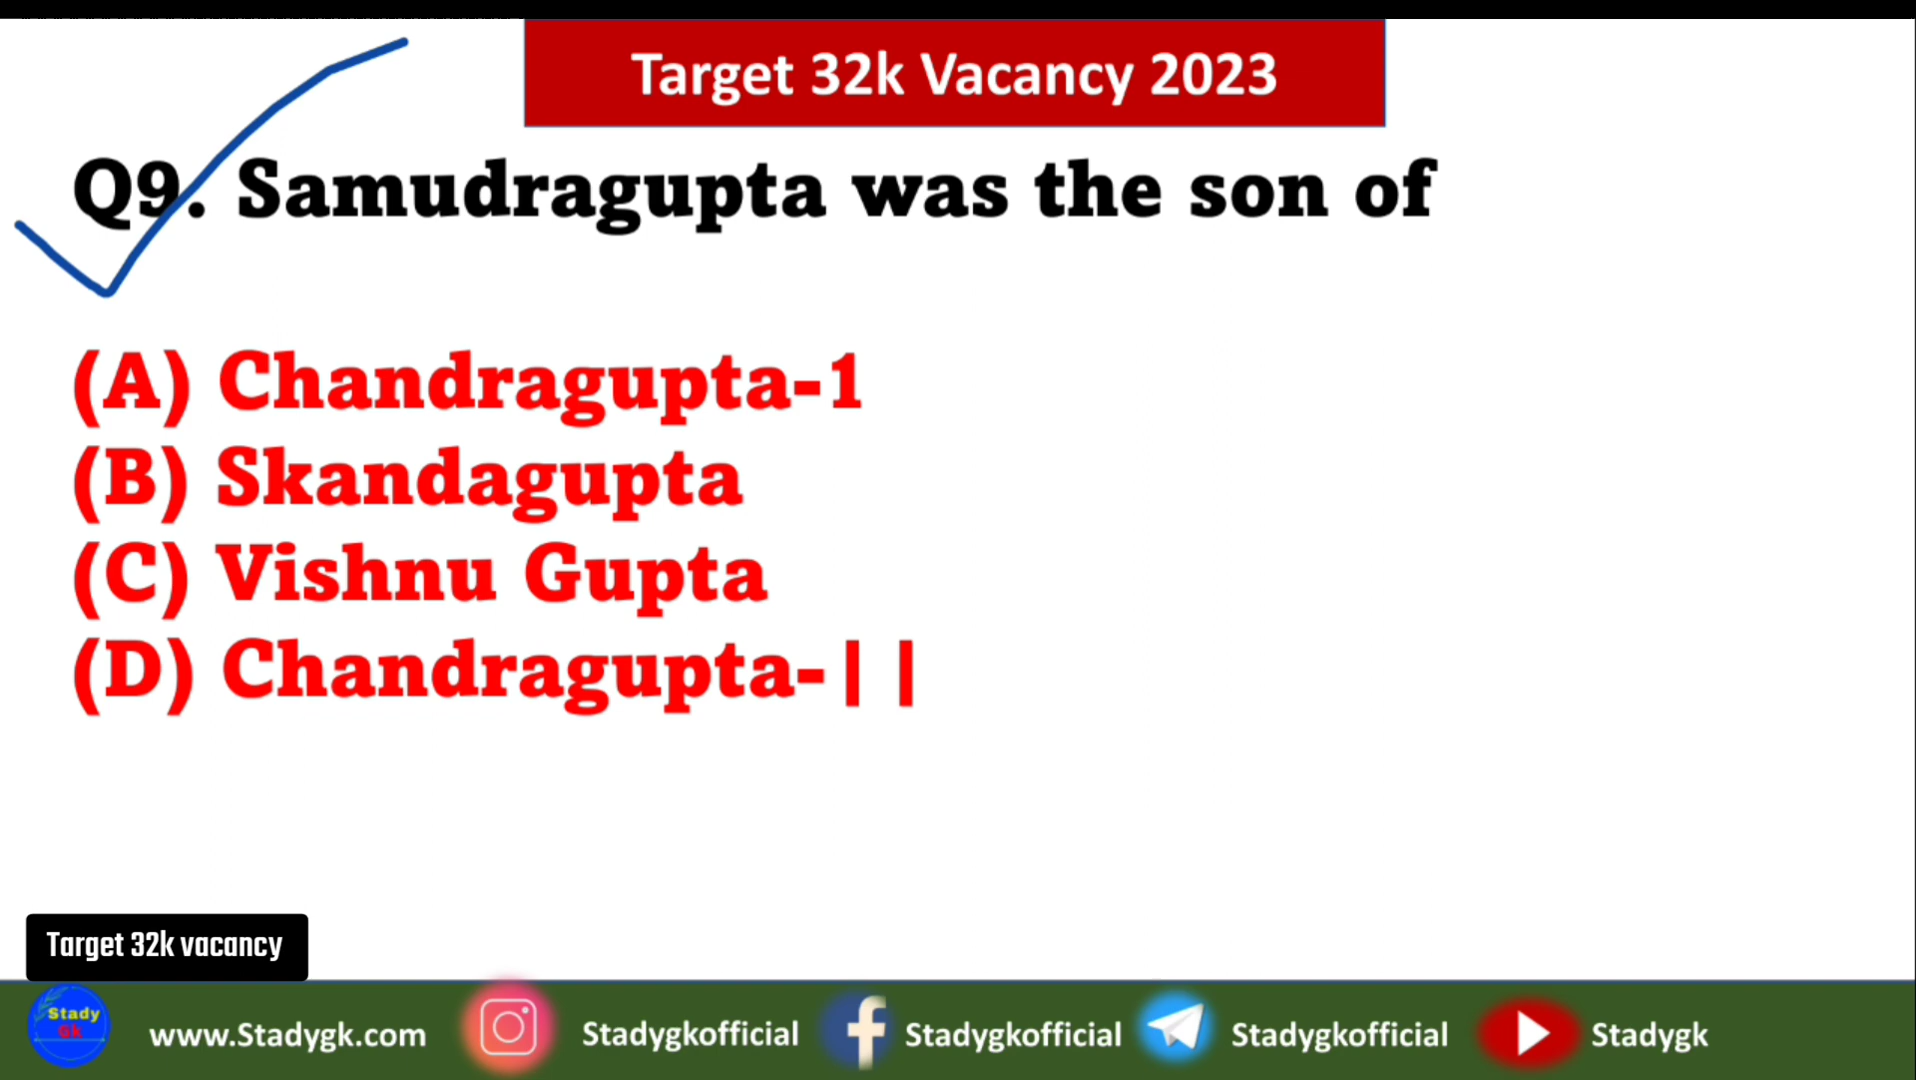 Target 32k Vacancy 2023
Q9. Samudragupta was the son of
(A) Chandragupta-1
(B) Skandagupta
(C) Vishnu Gupta
(D) Chandragupta-||
Target 32k vacancy
Stady
Gk
www.Stadygk.com
Stadygkofficial
Stadygkofficial
Stadygkofficial
Stadygk